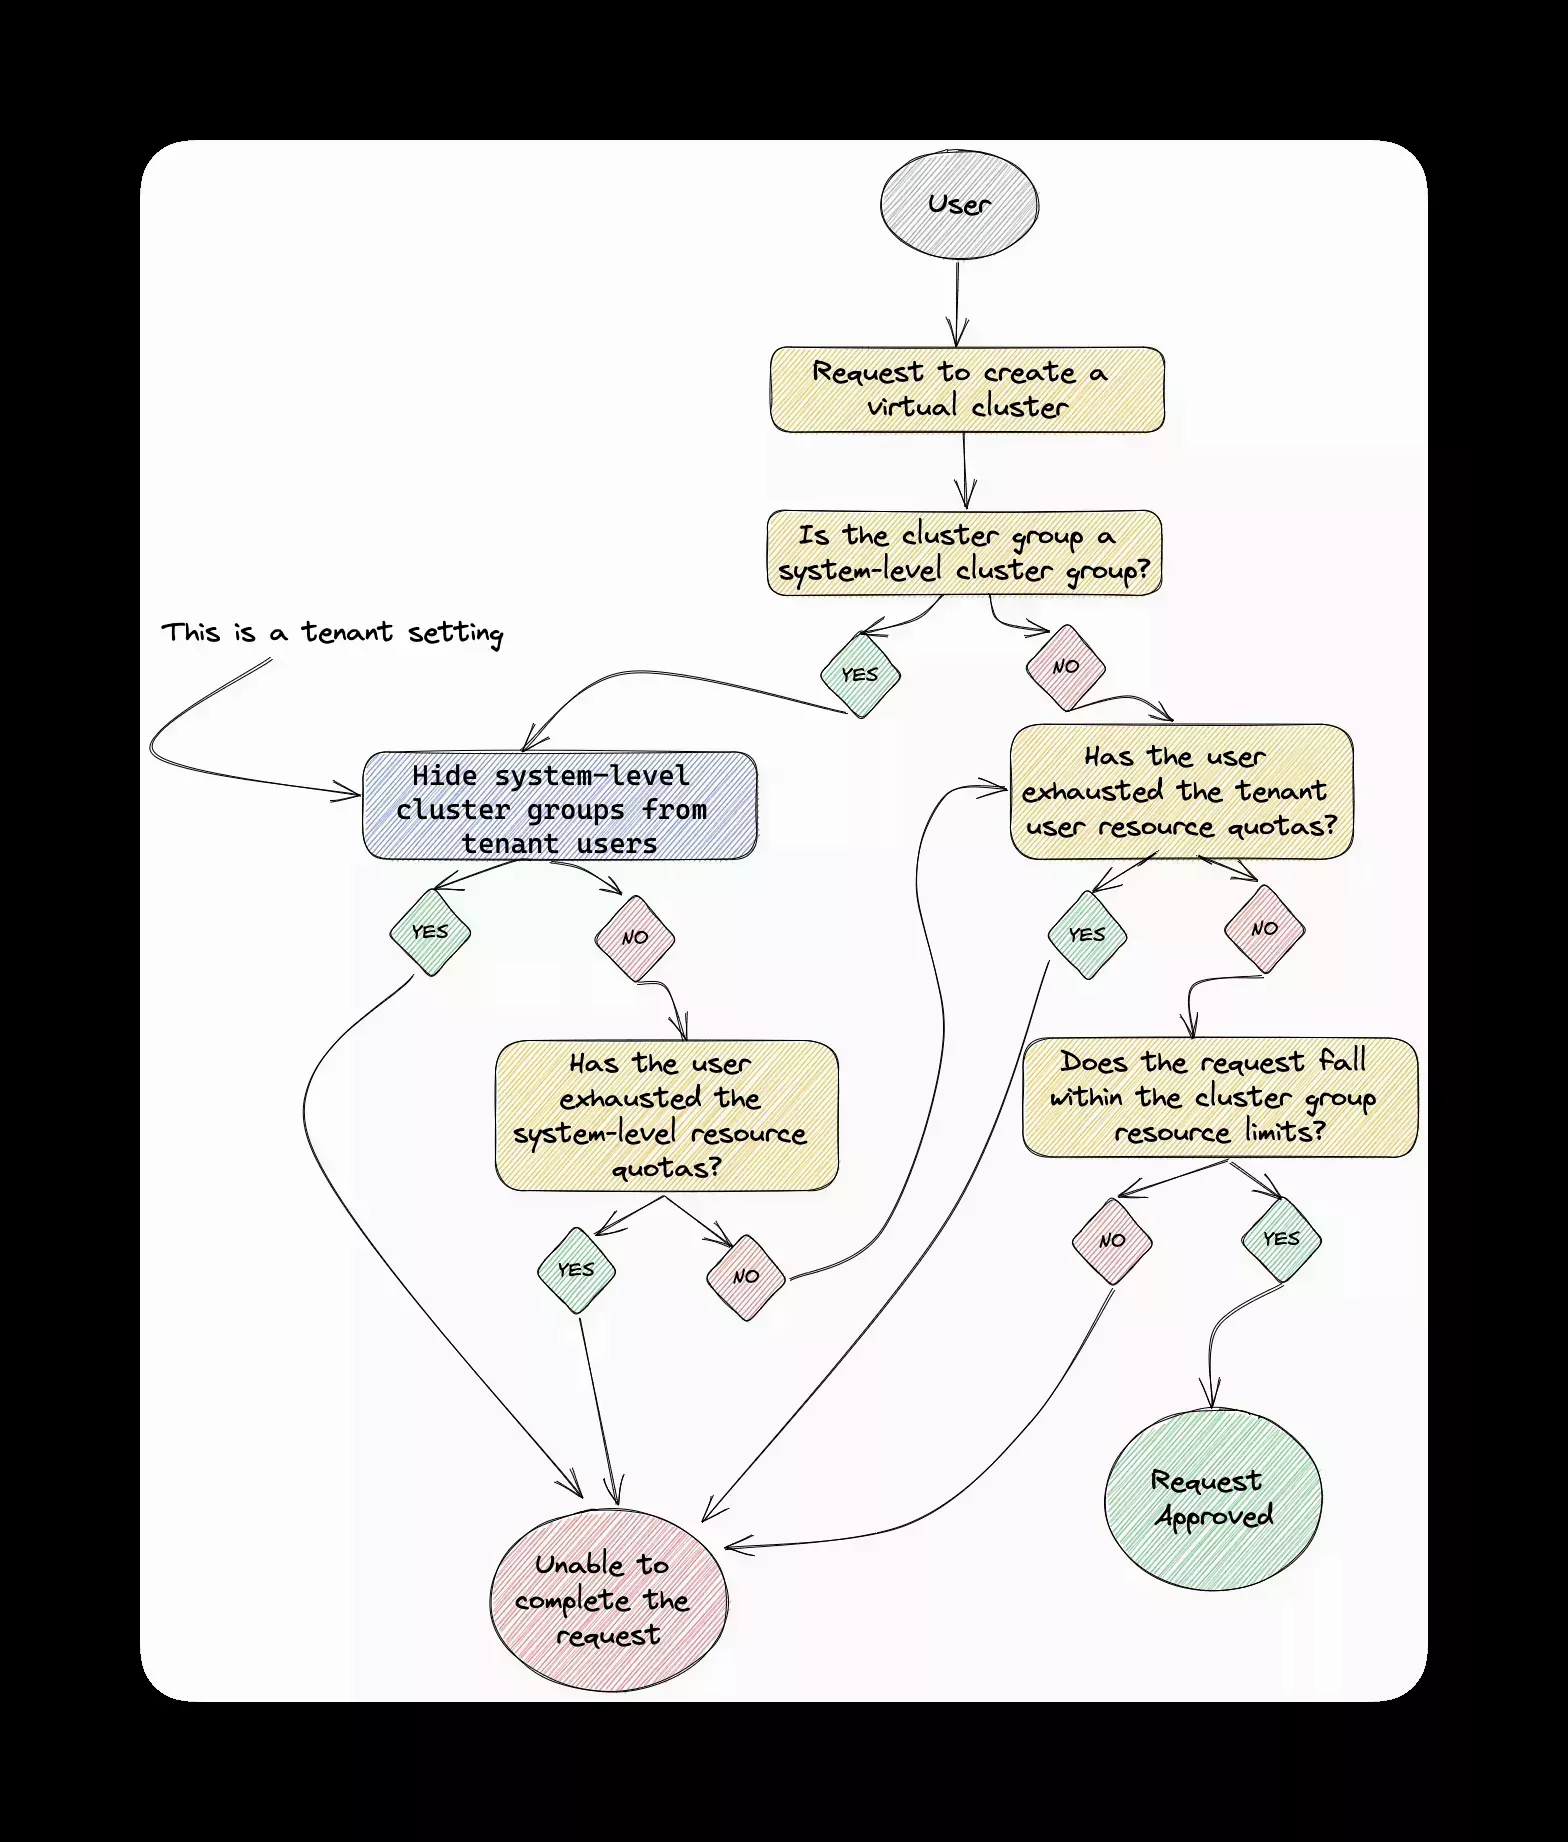 User
Request to create a
virtual cluster
Is the cluster group a
system-level cluster group?
This is a tenant setting
YES
NO
Hide system-level
cluster groups from
tenant users
Has the user
exhausted the tenant
user resource quotas?
YES
NO
YES
NO
Has the user
exhausted the
system-level resource
quotas?
Does the request fall
within the cluster group
resource limits?
YES
NO
NO
YES
Request
Approved
Unable to
complete the
request